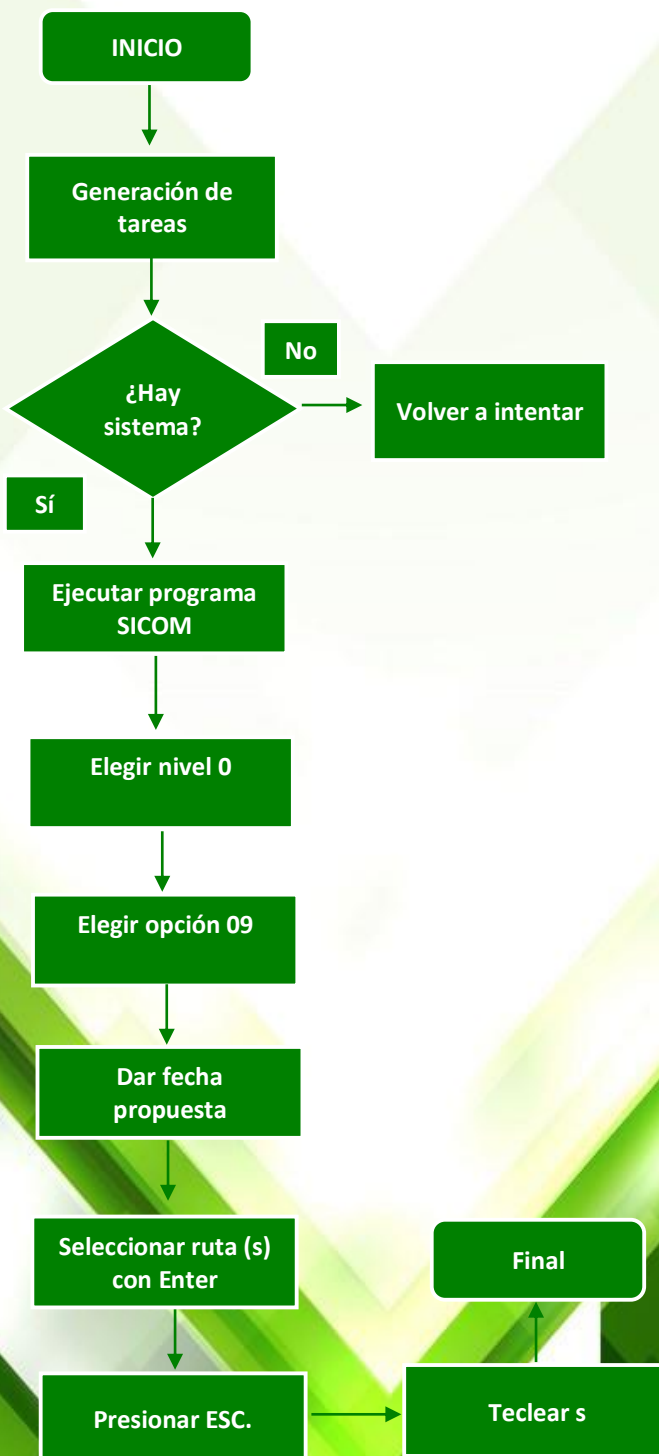 INICIO
Generación de
tareas
No
¿Hay
sistema?
Volver a intentar
Sí
Ejecutar programa
SICOM
Elegir nivel 0
Elegir opción 09
Dar fecha
propuesta
Seleccionar ruta (s)
con Enter
Final
Presionar ESC.
Teclear s